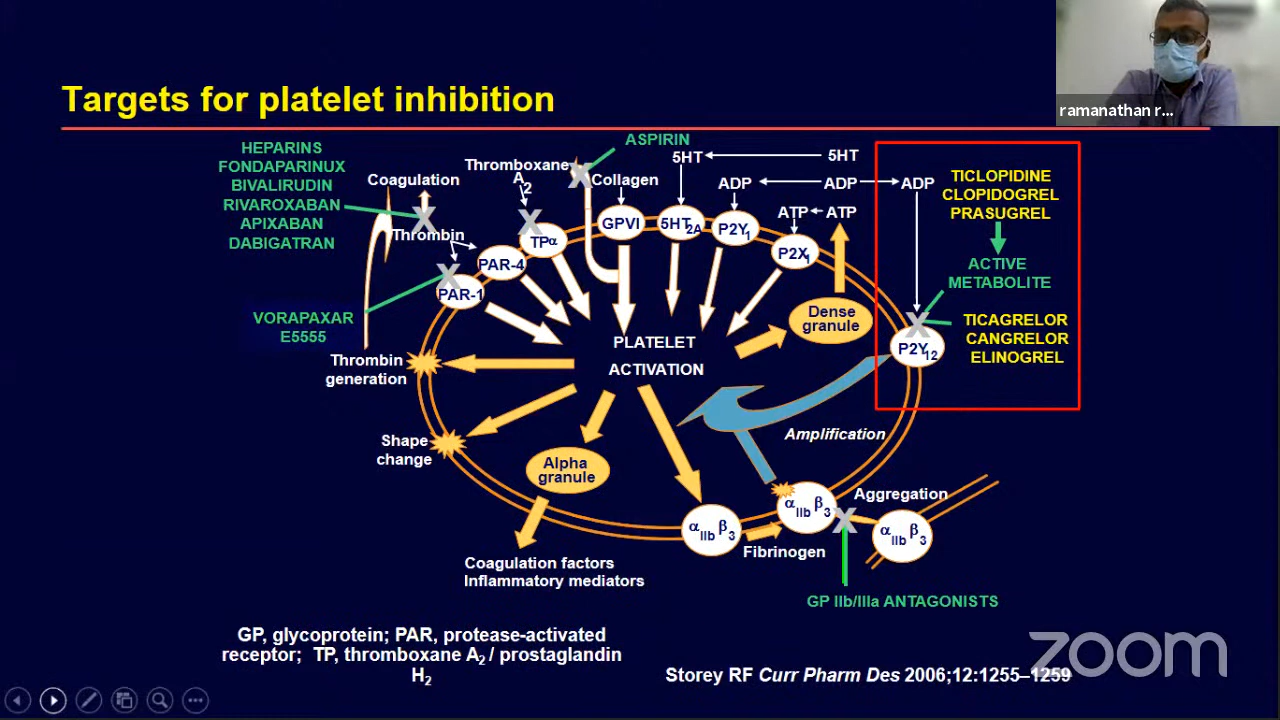 ramanathan r...
Targets for platelet inhibition
HEPARINS
FONDAPARINUX
BIVALIRUDIN
RIVAROXABAN
APIXABAN
DABIGATRAN
Coagulation
Thrombin
Thromboxane
A2
ASPIRIN
Collagen
5HT
5HT
ADP
ADP
ADP
ATP
ATP
TICLOPIDINE
CLOPIDOGREL
PRASUGREL
ACTIVE
METABOLITE
TICAGRELOR
CANGRELOR
ELINOGREL
PAR-1
PAR-4
TPα
GPVI
5HT2A
P2Y1
P2X1
P2Y12
VORAPAXAR
E5555
Dense
granule
PLATELET
ACTIVATION
Thrombin
generation
Shape
change
Alpha
granule
Amplification
Coagulation factors
Inflammatory mediators
αIIbβ3
Fibrinogen
αIIbβ3
Aggregation
αIIbβ3
GP IIb/IIIa ANTAGONISTS
GP, glycoprotein; PAR, protease-activated
receptor; TP, thromboxane A2 / prostaglandin
H2
Storey RF Curr Pharm Des 2006;12:1255–1259
zoom